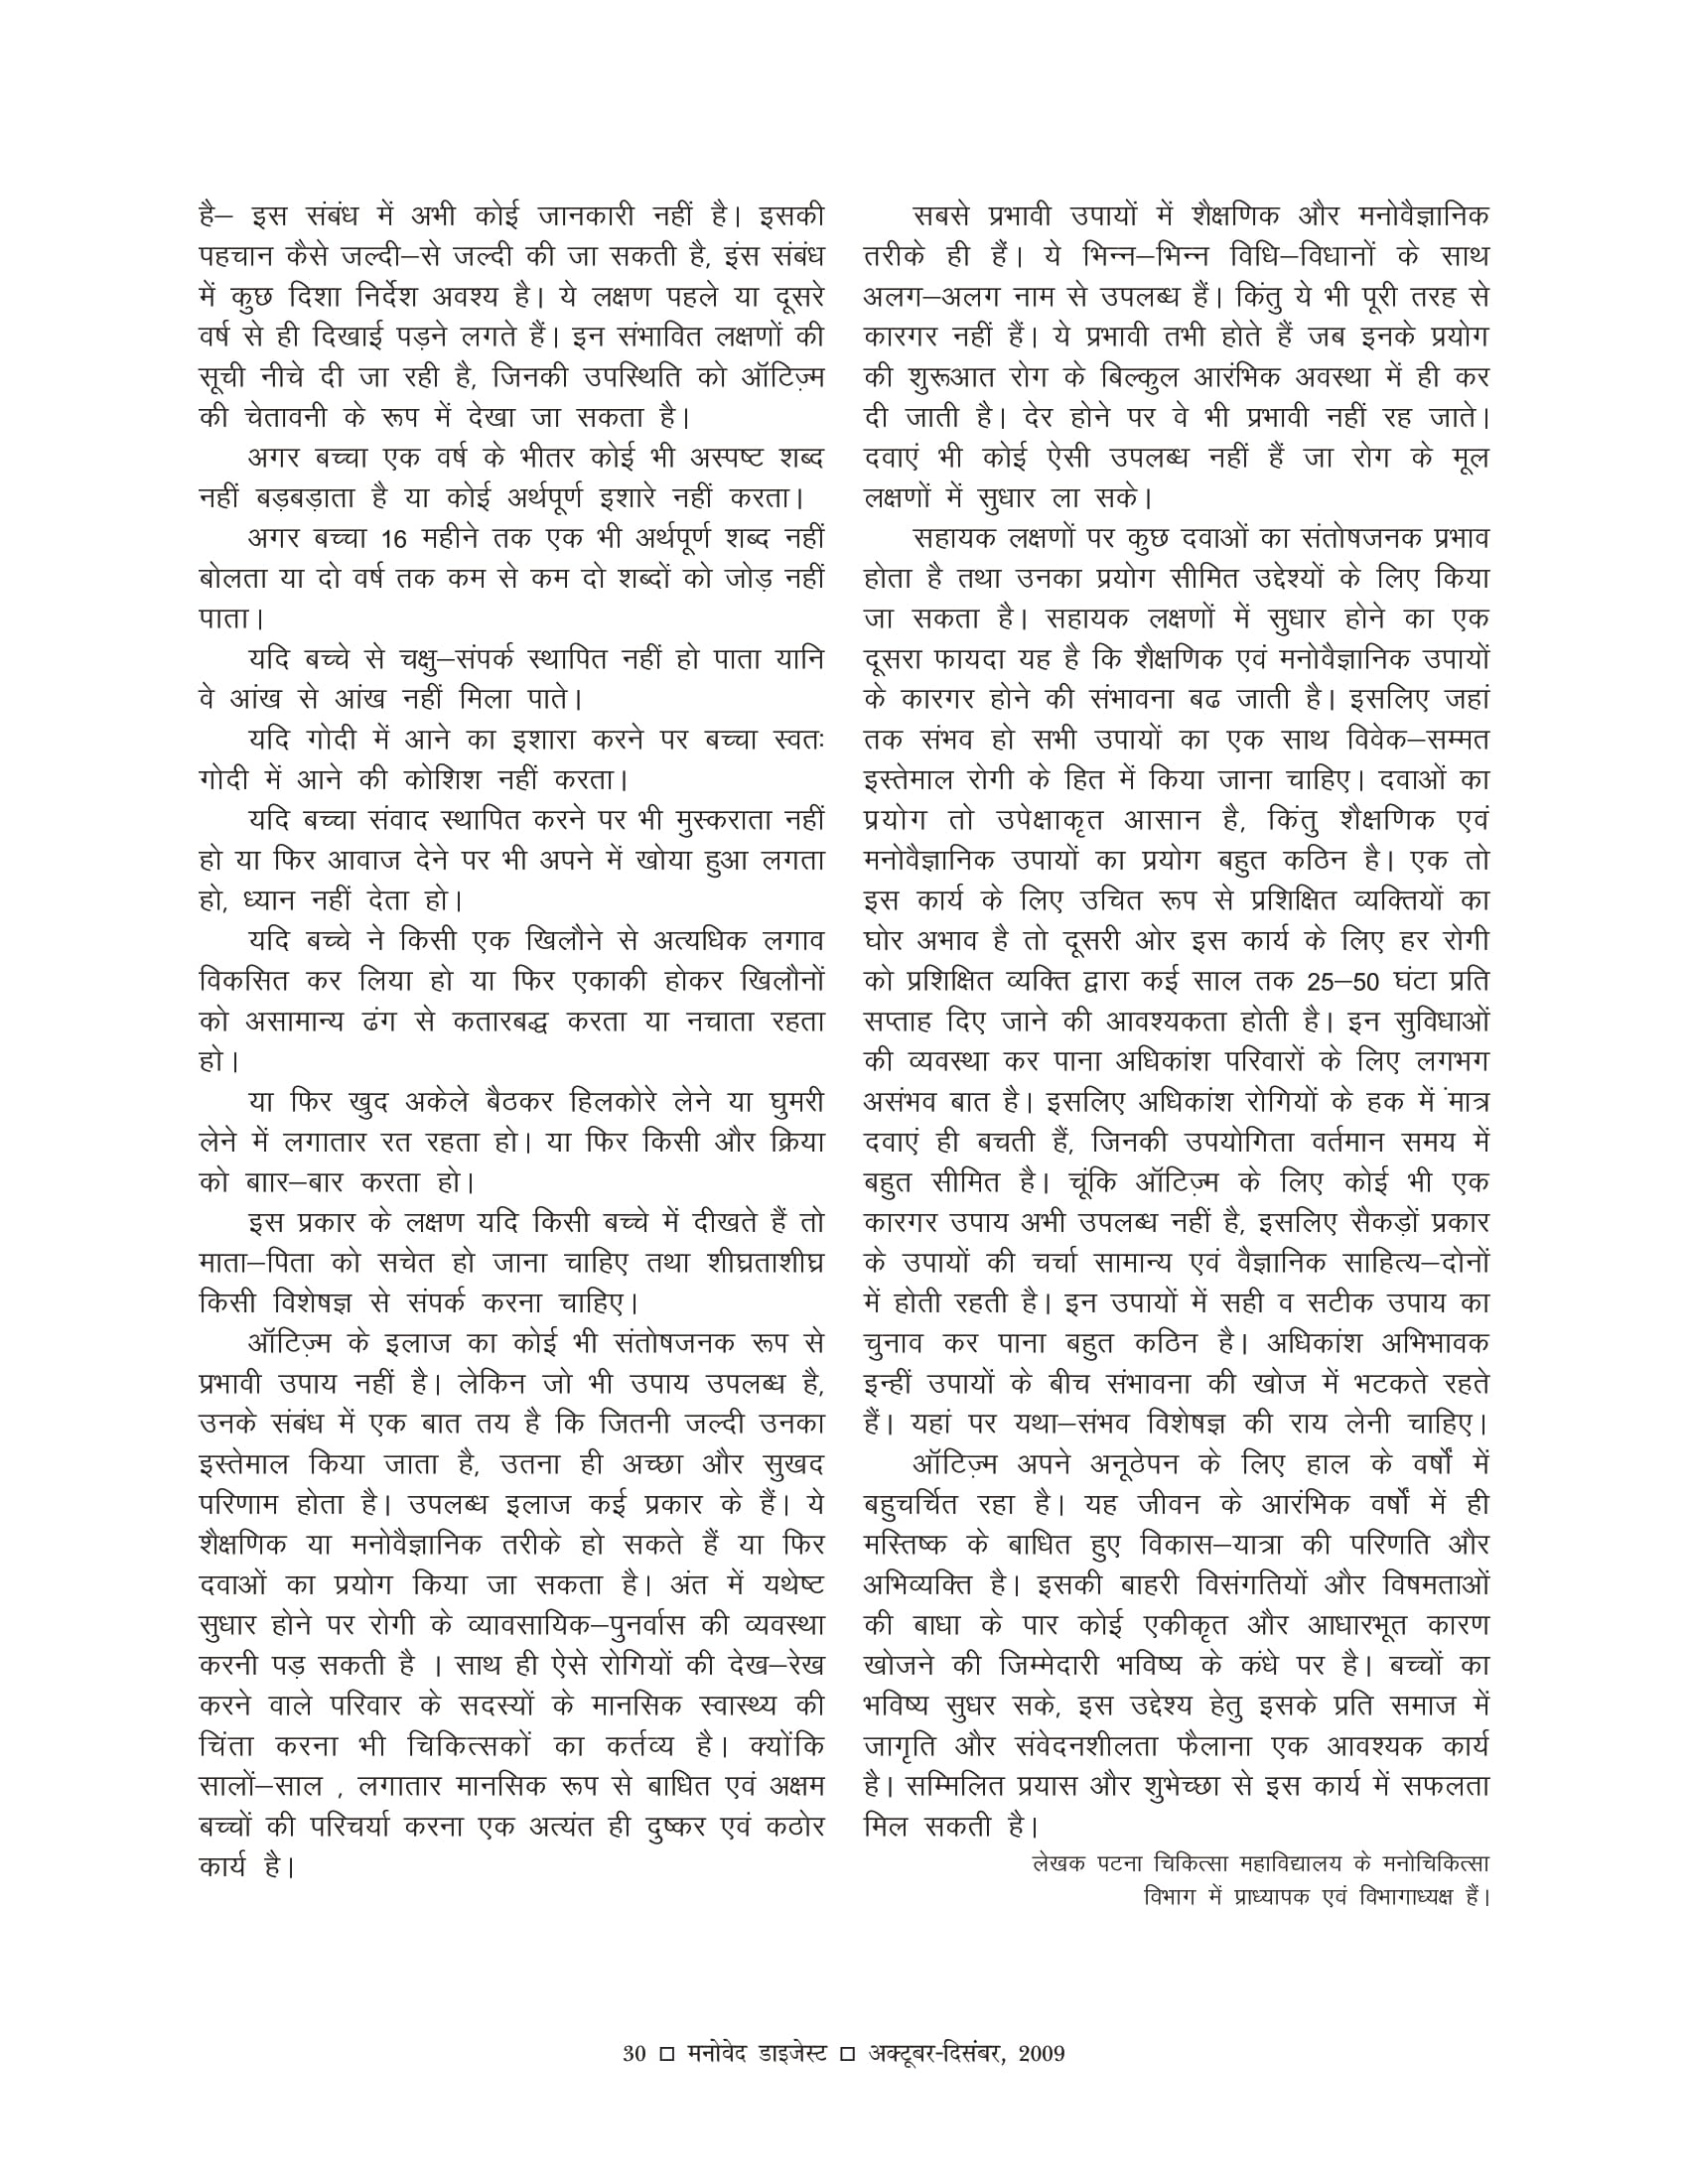 है– इस संबंध में अभी कोई जानकारी नहीं है। इसकी
पहचान कैसे जल्दी–से जल्दी की जा सकती है, इंस संबंध
में कुछ दिशा निर्देश अवश्य है। ये लक्षण पहले या दूसरे
वर्ष से ही दिखाई पड़ने लगते हैं। इन संभावित लक्षणों की
सूची नीचे दी जा रही है, जिनकी उपस्थिति को ऑटिज़्म
की चेतावनी के रूप में देखा जा सकता है।
अगर बच्चा एक वर्ष के भीतर कोई भी अस्पष्ट शब्द
नहीं बड़बड़ाता है या कोई अर्थपूर्ण इशारे नहीं करता।
अगर बच्चा 16 महीने तक एक भी अर्थपूर्ण शब्द नहीं
बोलता या दो वर्ष तक कम से कम दो शब्दों को जोड़ नहीं
पाता।
यदि बच्चे से चक्षु–संपर्क स्थापित नहीं हो पाता यानि
वे आंख से आंख नहीं मिला पाते।
यदि गोदी में आने का इशारा करने पर बच्चा स्वतः
गोदी में आने की कोशिश नहीं करता।
यदि बच्चा संवाद स्थापित करने पर भी मुस्कराता नहीं
हो या फिर आवाज देने पर भी अपने में खोया हुआ लगता
हो, ध्यान नहीं देता हो।
यदि बच्चे ने किसी एक खिलौने से अत्यधिक लगाव
विकसित कर लिया हो या फिर एकाकी होकर खिलौनों
को असामान्य ढंग से कतारबद्ध करता या नचाता रहता
हो।
या फिर खुद अकेले बैठकर हिलकोरे लेने या घुमरी
लेने में लगातार रत रहता हो। या फिर किसी और क्रिया
को बाार–बार करता हो।
इस प्रकार के लक्षण यदि किसी बच्चे में दीखते हैं तो
माता–पिता को सचेत हो जाना चाहिए तथा शीघ्रताशीघ्र
किसी विशेषज्ञ से संपर्क करना चाहिए।
ऑटिज़्म के इलाज का कोई भी संतोषजनक रूप से
प्रभावी उपाय नहीं है। लेकिन जो भी उपाय उपलब्ध है,
उनके संबंध में एक बात तय है कि जितनी जल्दी उनका
इस्तेमाल किया जाता है, उतना ही अच्छा और सुखद
परिणाम होता है। उपलब्ध इलाज कई प्रकार के हैं। ये
शैक्षणिक या मनोवैज्ञानिक तरीके हो सकते हैं या फिर
दवाओं का प्रयोग किया जा सकता है। अंत में यथेष्ट
सुधार होने पर रोगी के व्यावसायिक–पुनर्वास की व्यवस्था
करनी पड़ सकती है । साथ ही ऐसे रोगियों की देख–रेख
करने वाले परिवार के सदस्यों के मानसिक स्वास्थ्य की
चिंता करना भी चिकित्सकों का कर्तव्य है। क्योंकि
सालों–साल , लगातार मानसिक रूप से बाधित एवं अक्षम
बच्चों की परिचर्या करना एक अत्यंत ही दुष्कर एवं कठोर
कार्य है।
सबसे प्रभावी उपायों में शैक्षणिक और मनोवैज्ञानिक
तरीके ही हैं। ये भिन्न–भिन्न विधि–विधानों के साथ
अलग–अलग नाम से उपलब्ध हैं। किंतु ये भी पूरी तरह से
कारगर नहीं हैं। ये प्रभावी तभी होते हैं जब इनके प्रयोग
की शुरूआत रोग के बिल्कुल आरंभिक अवस्था में ही कर
दी जाती है। देर होने पर वे भी प्रभावी नहीं रह जाते।
दवाएं भी कोई ऐसी उपलब्ध नहीं हैं जा रोग के मूल
लक्षणों में सुधार ला सके।
सहायक लक्षणों पर कुछ दवाओं का संतोषजनक प्रभाव
होता है तथा उनका प्रयोग सीमित उद्देश्यों के लिए किया
जा सकता है। सहायक लक्षणों में सुधार होने का एक
दूसरा फायदा यह है कि शैक्षणिक एवं मनोवैज्ञानिक उपायों
के कारगर होने की संभावना बढ जाती है। इसलिए जहां
तक संभव हो सभी उपायों का एक साथ विवेक–सम्मत
इस्तेमाल रोगी के हित में किया जाना चाहिए। दवाओं का
प्रयोग तो उपेक्षाकृत आसान है, किंतु शैक्षणिक एवं
मनोवैज्ञानिक उपायों का प्रयोग बहुत कठिन है। एक तो
इस कार्य के लिए उचित रूप से प्रशिक्षित व्यक्तियों का
घोर अभाव है तो दूसरी ओर इस कार्य के लिए हर रोगी
को प्रशिक्षित व्यक्ति द्वारा कई साल तक 25–50 घंटा प्रति
सप्ताह दिए जाने की आवश्यकता होती है। इन सुविधाओं
की व्यवस्था कर पाना अधिकांश परिवारों के लिए लगभग
असंभव बात है। इसलिए अधिकांश रोगियों के हक में मंात्र
दवाएं ही बचती हैं, जिनकी उपयोगिता वर्तमान समय में
बहुत सीमित है। चूंकि ऑटिज़्म के लिए कोई भी एक
कारगर उपाय अभी उपलब्ध नहीं है, इसलिए सैकड़ों प्रकार
के उपायों की चर्चा सामान्य एवं वैज्ञानिक साहित्य–दोनों
में होती रहती है। इन उपायों में सही व सटीक उपाय का
चुनाव कर पाना बहुत कठिन है। अधिकांश अभिभावक
इन्हीं उपायों के बीच संभावना की खोज में भटकते रहते
हैं। यहां पर यथा–संभव विशेषज्ञ की राय लेनी चाहिए।
ऑटिज़्म अपने अनूठेपन के लिए हाल के वर्षों में
बहुचर्चित रहा है। यह जीवन के आरंभिक वर्षों में ही
मस्तिष्क के बाधित हुए विकास–यात्रा की परिणति और
अभिव्यक्ति है। इसकी बाहरी विसंगतियों और विषमताओं
की बाधा के पार कोई एकीकृत और आधारभूत कारण
खोजने की जिम्मेदारी भविष्य के कंधे पर है। बच्चों का
भविष्य सुधर सके, इस उद्देश्य हेतु इसके प्रति समाज में
जागृति और संवेदनशीलता फैलाना एक आवश्यक कार्य
है। सम्मिलित प्रयास और शुभेच्छा से इस कार्य में सफलता
मिल सकती है।
लेखक पटना चिकित्सा महाविद्यालय के मनोचिकित्सा
विभाग में प्राध्यापक एवं विभागाध्यक्ष हैं।
30 □ मनोवेद डाइजेस्ट □ अक्टूबर-दिसंबर, 2009